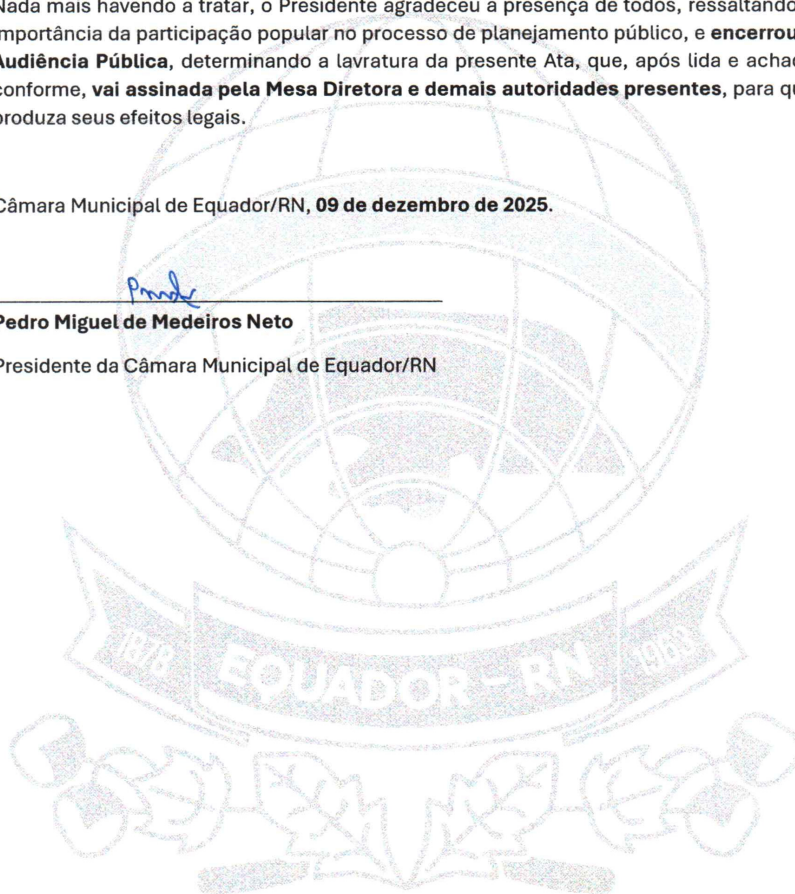 Nada mais havendo a tratar, o Presidente agradeceu a presença de todos, ressaltando
importância da participação popular no processo de planejamento público, e encerrou
Audiência Pública, determinando a lavratura da presente Ata, que, após lida e achad
conforme, vai assinada pela Mesa Diretora e demais autoridades presentes, para qu
produza seus efeitos legais.
Câmara Municipal de Equador/RN, 09 de dezembro de 2025.
Pedro Miguel de Medeiros Neto
Presidente da Câmara Municipal de Equador/RN
1878 EQUADOR - RN 1963